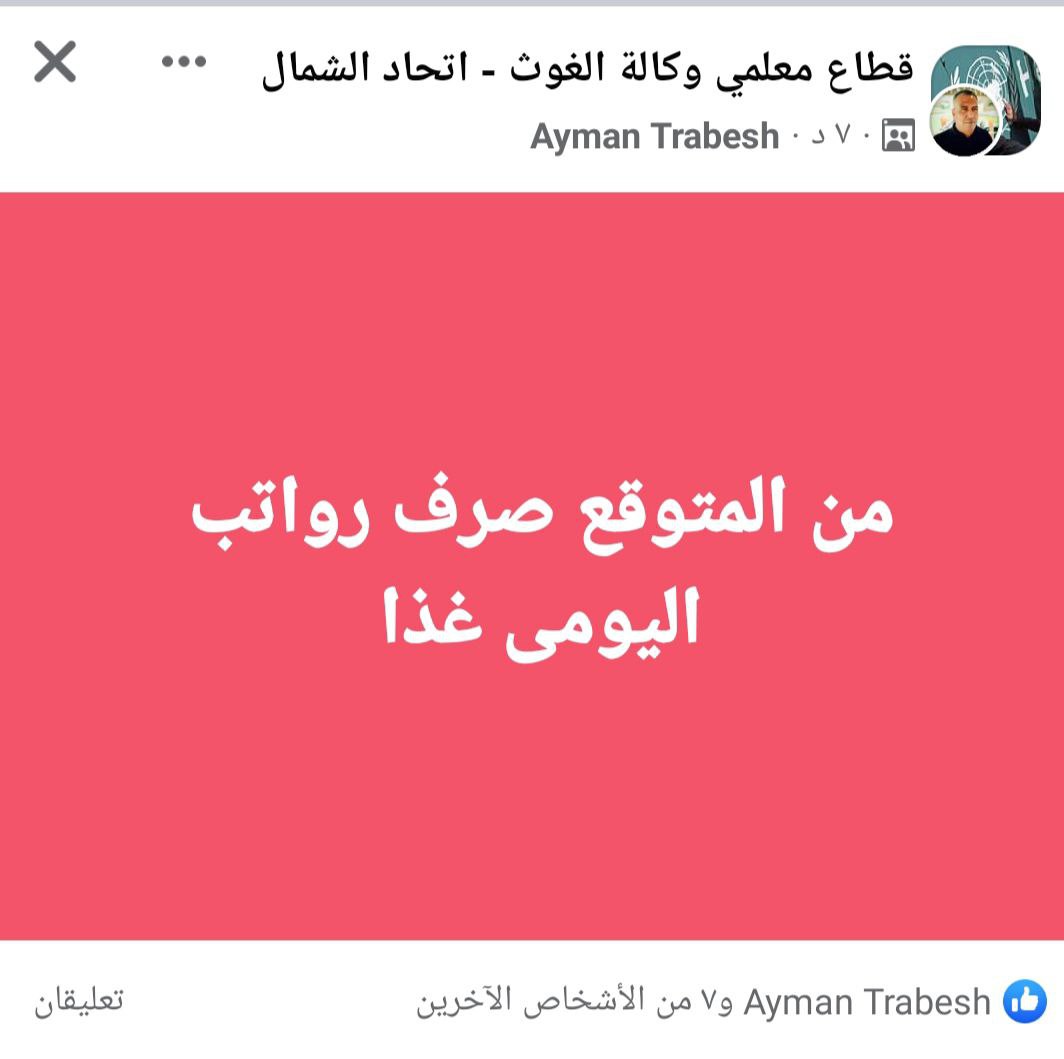 قطاع معلمي وكالة الغوث - اتحاد الشمال
Ayman Trabesh · ٧ د ·
من المتوقع صرف رواتب
اليومى غذا
Ayman Trabesh و٧ من الأشخاص الآخرين
تعليقان